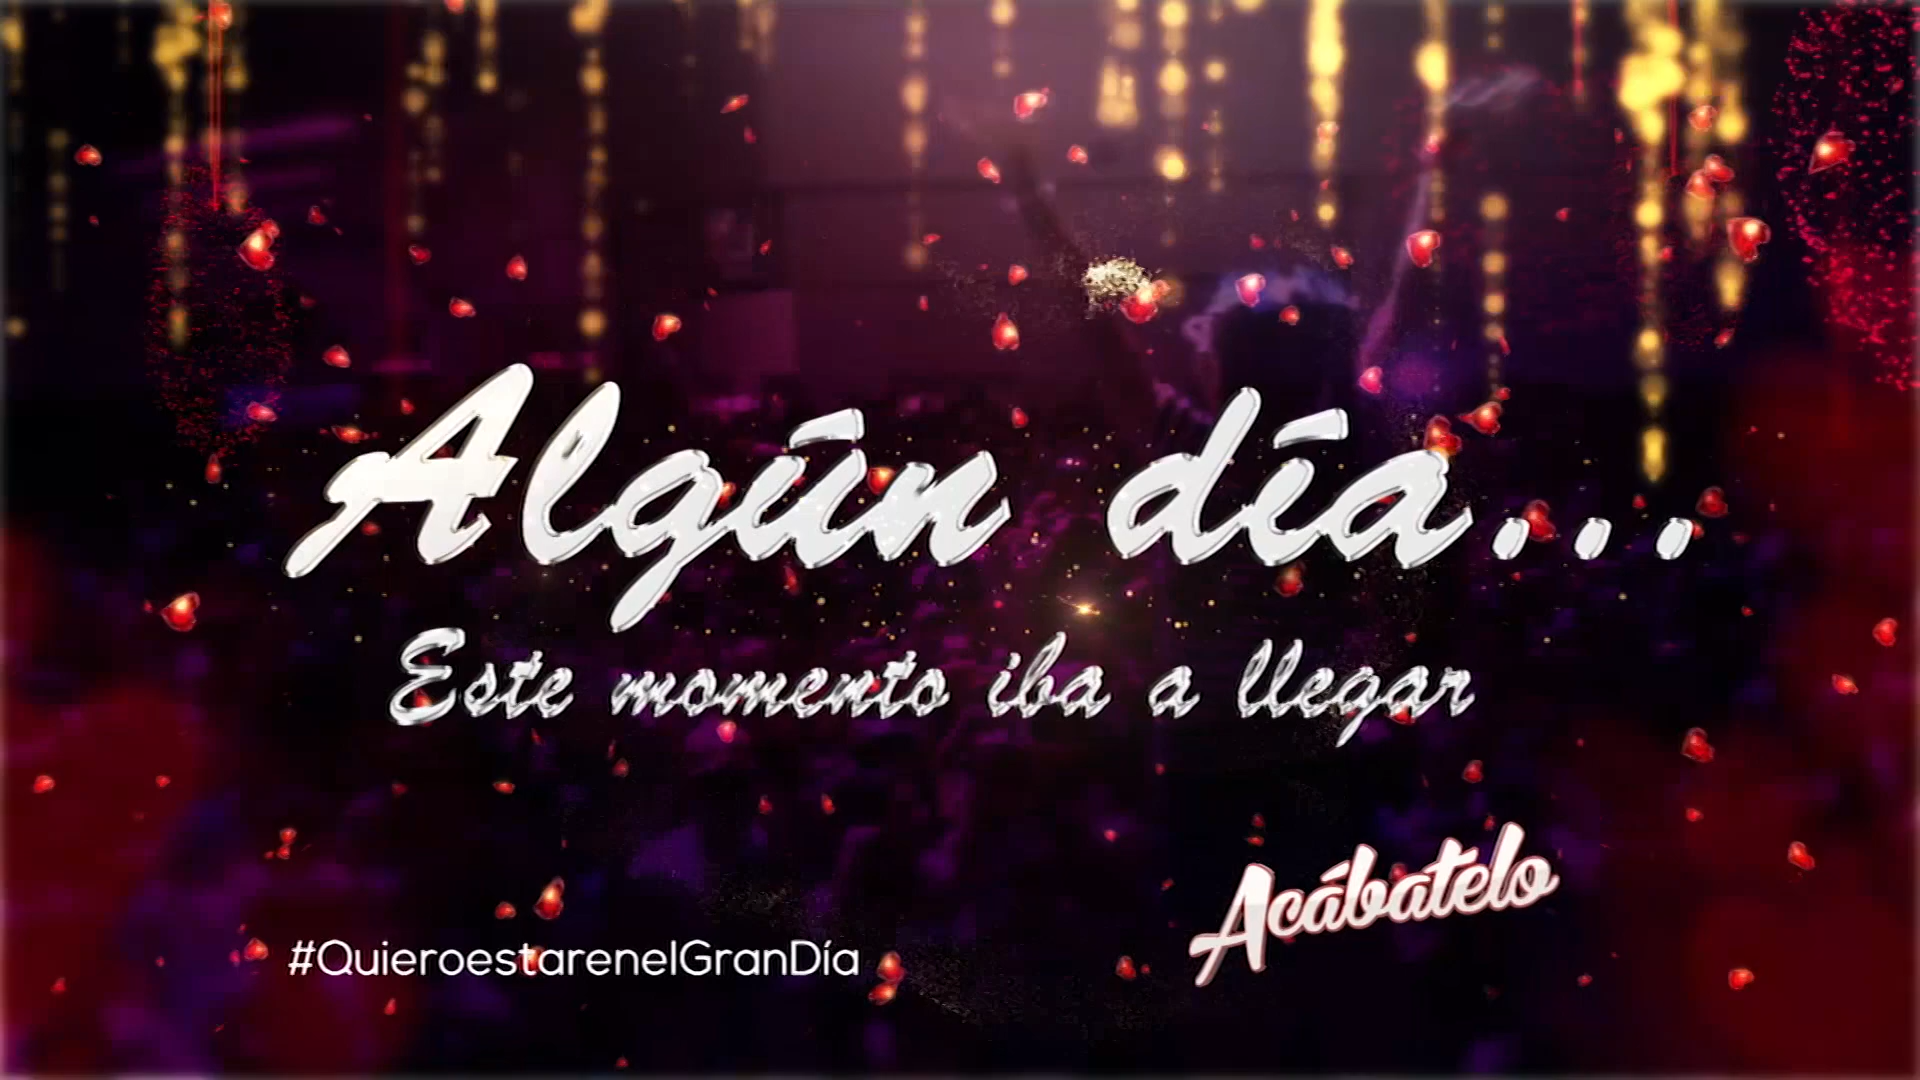 Algún día...
Este momento iba a llegar
Acábatelo
#QuieroestarenelGranDía